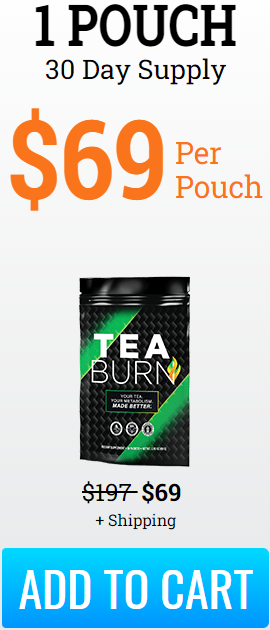 1 POUCH
30 Day Supply
$69 Per
Pouch
TEA
BURN
YOUR TEA.
YOUR METABOLISM.
MADE BETTER.
$197 $69
+ Shipping
ADD TO CART